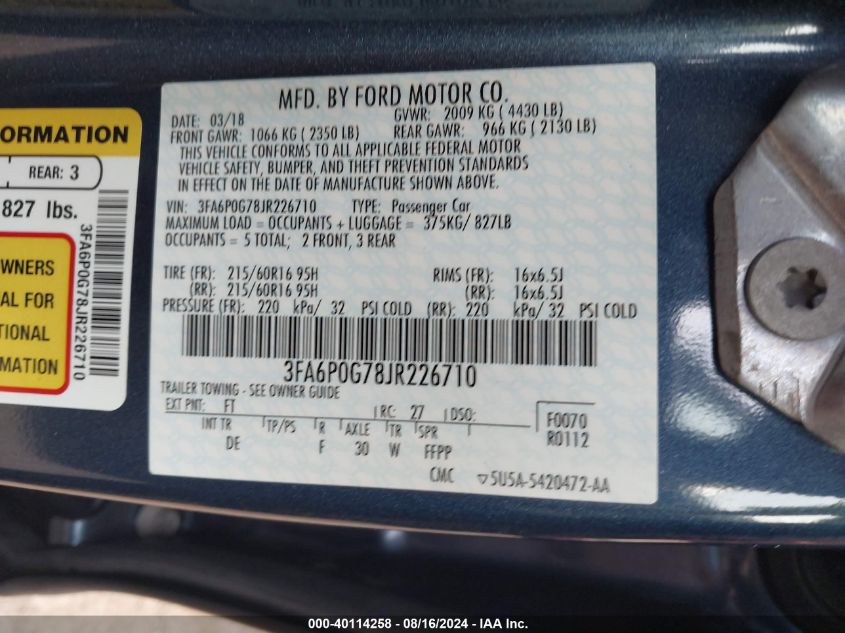 MFD. BY FORD MOTOR CO.
DATE: 03/18 GVWR: 2009 KG ( 4430 LB)
FRONT GAWR: 1066 KG ( 2350 LB) REAR GAWR: 966 KG ( 2130 LB)
THIS VEHICLE CONFORMS TO ALL APPLICABLE FEDERAL MOTOR
VEHICLE SAFETY, BUMPER, AND THEFT PREVENTION STANDARDS
IN EFFECT ON THE DATE OF MANUFACTURE SHOWN ABOVE.
VIN: 3FA6P0G78JR226710 TYPE: Passenger Car
MAXIMUM LOAD = OCCUPANTS + LUGGAGE = 375KG/ 827LB
OCCUPANTS = 5 TOTAL; 2 FRONT, 3 REAR
TIRE (FR): 215/60R16 95H RIMS (FR): 16x6.5J
(RR): 215/60R16 95H (RR): 16x6.5J
PRESSURE (FR): 220 kPa/ 32 PSI COLD (RR): 220 kPa/ 32 PSI COLD
3FA6P0G78JR226710
TRAILER TOWING - SEE OWNER GUIDE
EXT PNT: FT RC: 27 DSO: F0070
INT TR TP/PS R AXLE TR SPR R0112
DE F 30 W FFPP
CMC ▽5U5A-5420472-AA
ORMATION
REAR: 3
827 lbs.
OWNERS
AL FOR
TIONAL
RMATION
3FA6P0G78JR226710
000-40114258 - 08/16/2024 - IAA Inc.